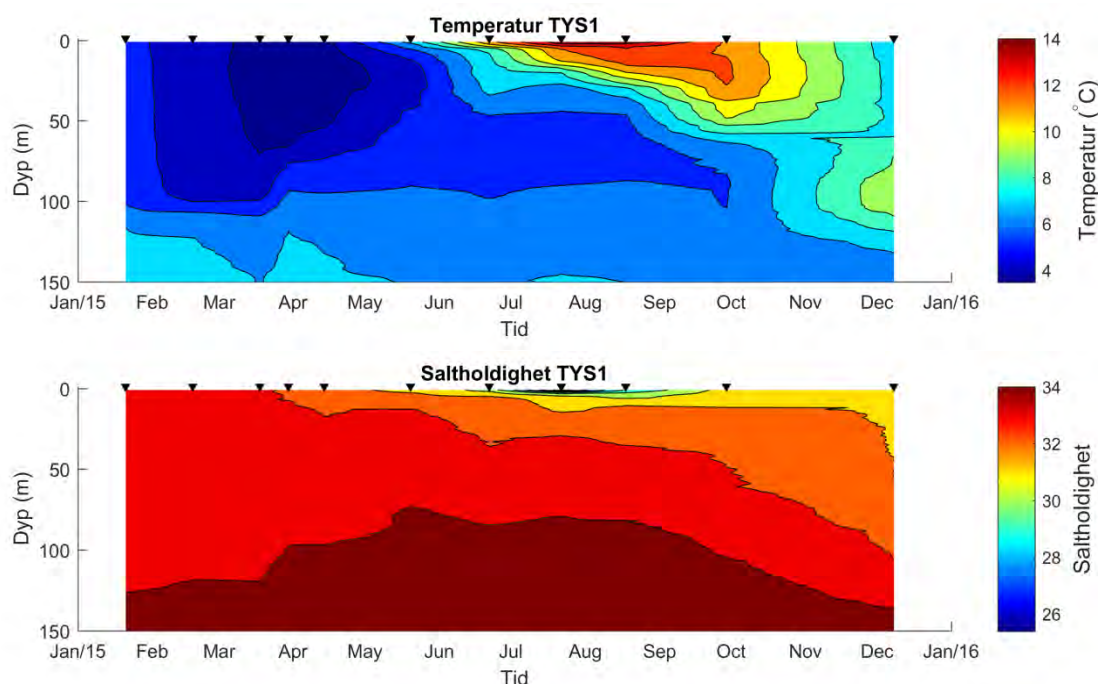 Temperatur TYS1
0
50
100
150
Dyp (m)
Jan/15 Feb Mar Apr May Jun Jul Aug Sep Oct Nov Dec Jan/16
Tid
14
12
10
8
6
4
Temperatur (°C)
Saltholdighet TYS1
0
50
100
150
Dyp (m)
Jan/15 Feb Mar Apr May Jun Jul Aug Sep Oct Nov Dec Jan/16
Tid
34
32
30
28
26
Saltholdighet